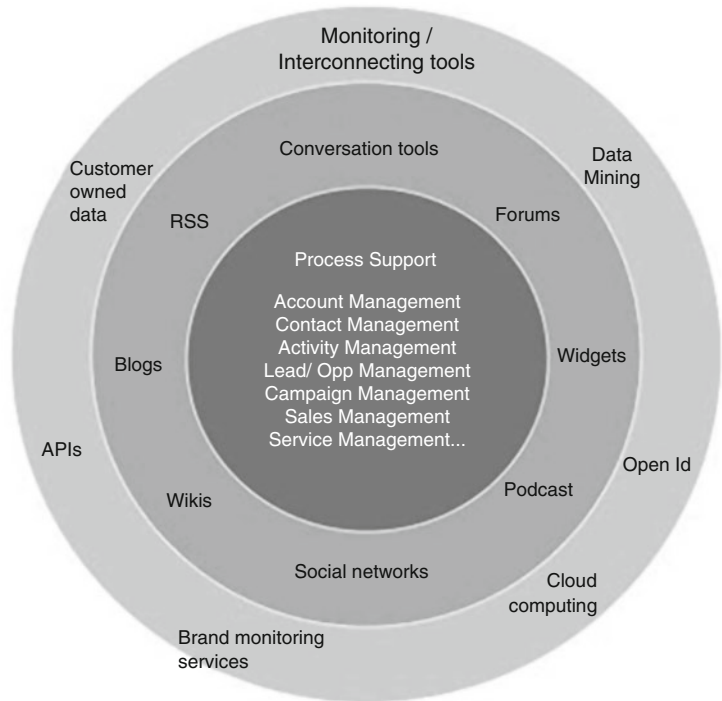 Monitoring /
Interconnecting tools
Conversation tools
Customer
owned
data
Data
Mining
RSS
Forums
Process Support
Account Management
Contact Management
Activity Management
Lead/ Opp Management
Campaign Management
Sales Management
Service Management...
Blogs
Widgets
APIs
Open Id
Wikis
Podcast
Social networks
Cloud
computing
Brand monitoring
services